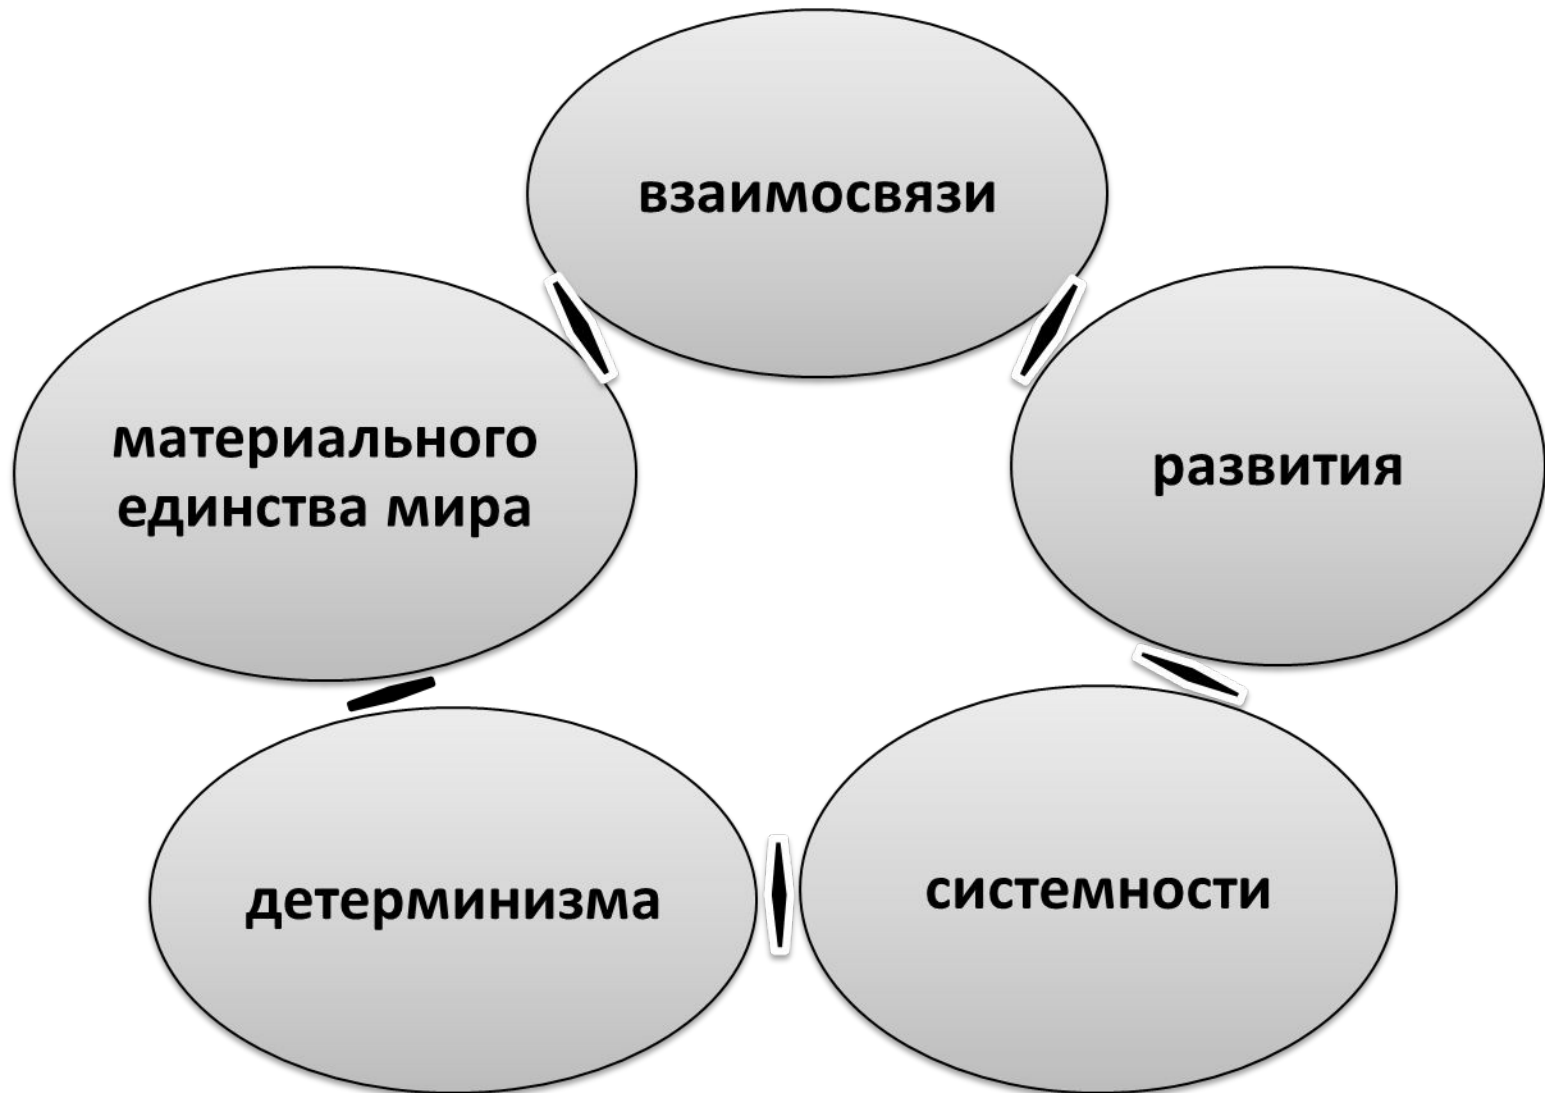 взаимосвязи
материального
единства мира
развития
детерминизма
системности